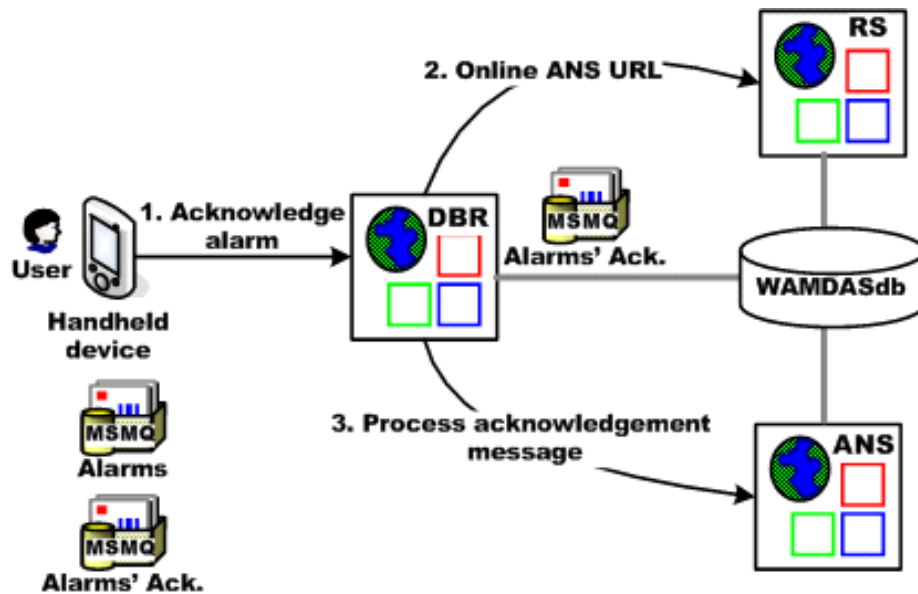 RS
2. Online ANS URL
DBR
MSMQ
Alarms' Ack.
1. Acknowledge
alarm
User
Handheld
device
WAMDASdb
MSMQ
Alarms
3. Process acknowledgement
message
ANS
MSMQ
Alarms' Ack.